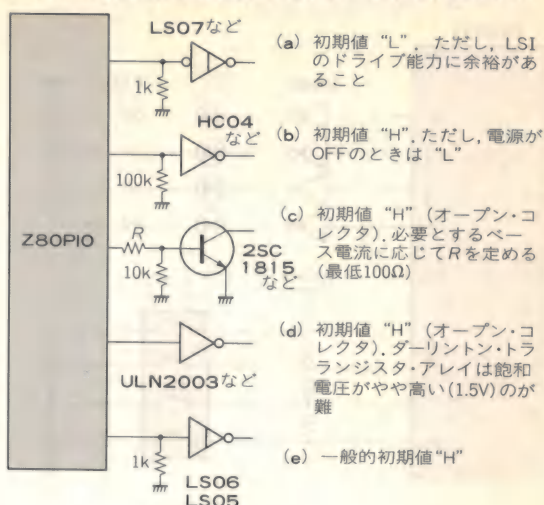 LS07など
1k
(a) 初期値 “L”．ただし，LSI
のドライブ能力に余裕があ
ること
HC04
など
100k
(b) 初期値 “H”．ただし，電源が
OFFのときは “L”
Z80PIO
R
10k
2SC
1815
など
(c) 初期値 “H” (オープン・コ
レクタ)．必要とするベー
ス電流に応じてRを定める
(最低100Ω)
ULN2003など
(d) 初期値 “H” (オープン・コ
レクタ)．ダーリントン・トラ
ランジスタ・アレイは飽和
電圧がやや高い(1.5V)のが
難
1k
LS06
LS05
(e) 一般的初期値“H”